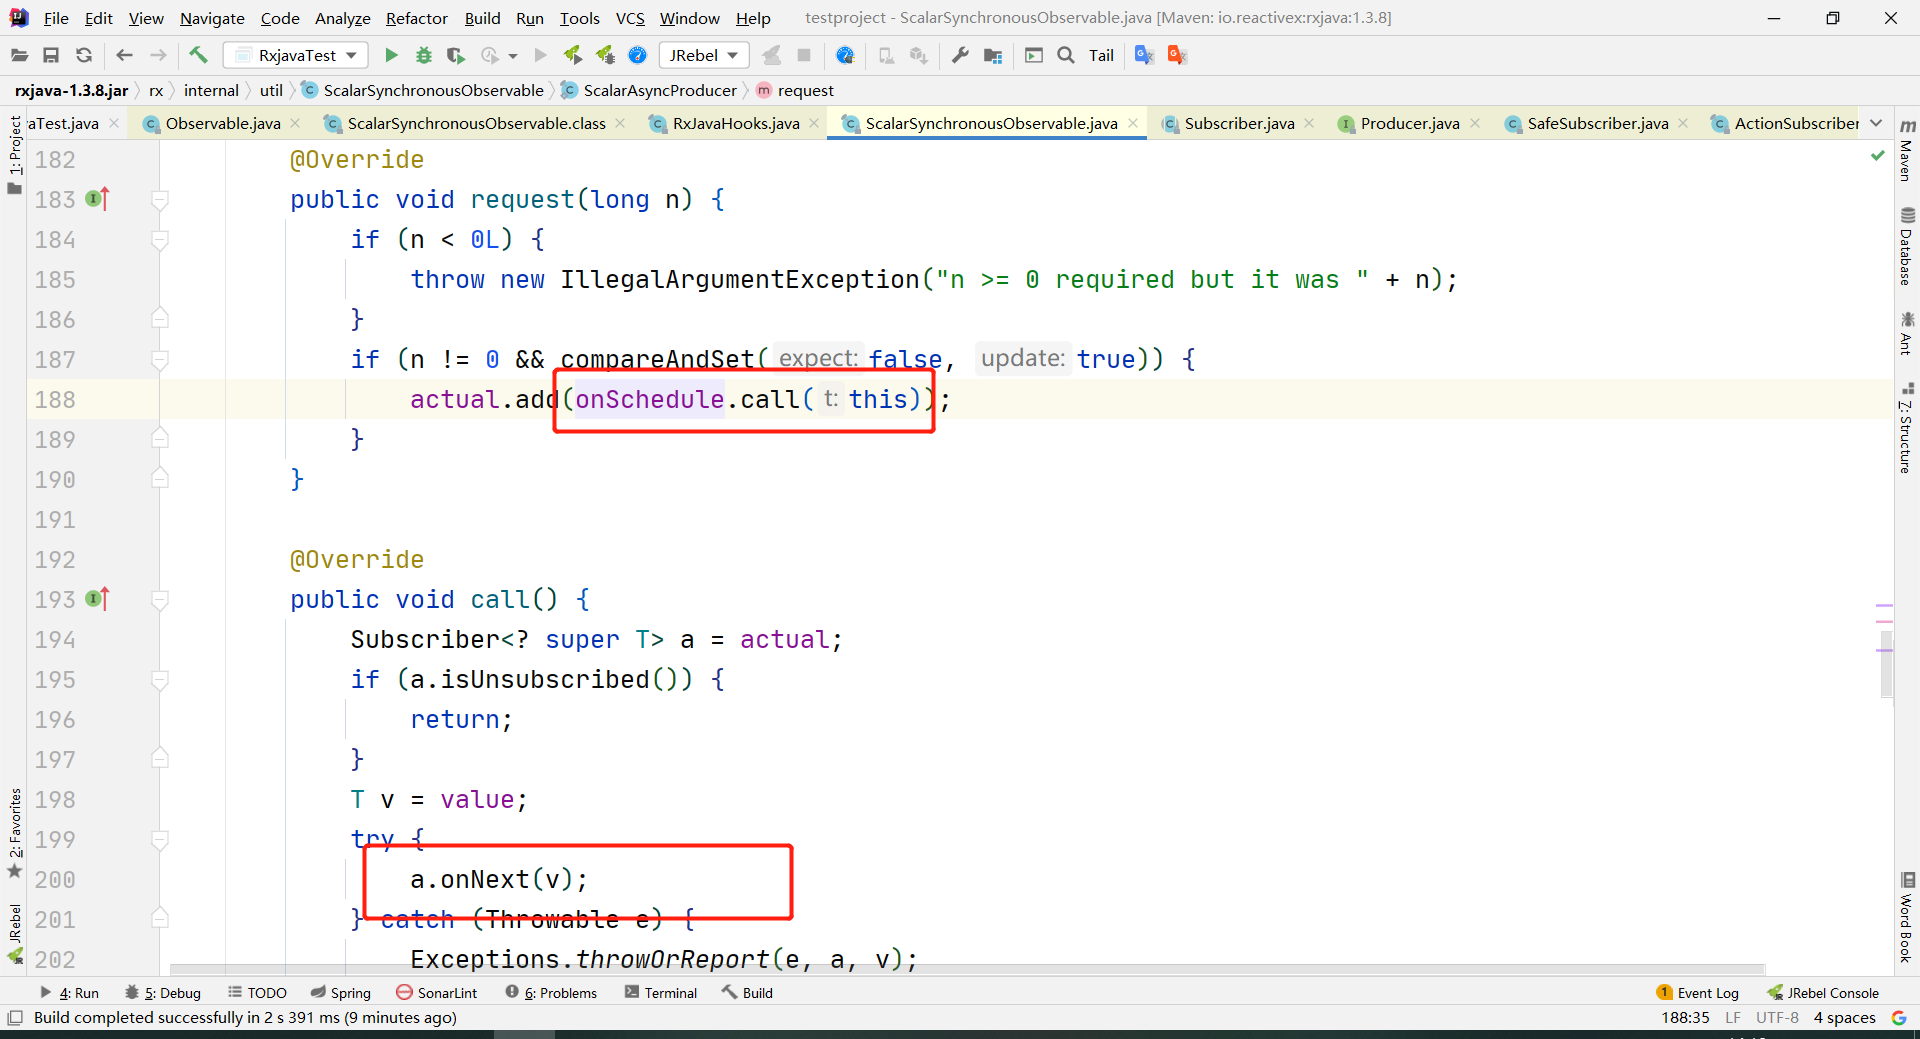 File Edit View Navigate Code Analyze Refactor Build Run Tools VCS Window Help testproject - ScalarSynchronousObservable.java [Maven: io.reactivex:rxjava:1.3.8]
RxjavaTest JRebel Tail
rxjava-1.3.8.jar rx internal util ScalarSynchronousObservable ScalarAsyncProducer request
aTest.java Observable.java ScalarSynchronousObservable.class RxJavaHooks.java ScalarSynchronousObservable.java Subscriber.java Producer.java SafeSubscriber.java ActionSubscriber
1: Project
2: Favorites
JRebel
182 @Override
183 public void request(long n) {
184 if (n < 0L) {
185 throw new IllegalArgumentException("n >= 0 required but it was " + n);
186 }
187 if (n != 0 && compareAndSet( expect: false, update: true)) {
188 actual.add(onSchedule.call( t: this));
189 }
190 }
191
192 @Override
193 public void call() {
194 Subscriber<? super T> a = actual;
195 if (a.isUnsubscribed()) {
196 return;
197 }
198 T v = value;
199 try {
200 a.onNext(v);
201 } catch (Throwable e) {
202 Exceptions.throwOrReport(e, a, v);
Maven
Database
Ant
7: Structure
Word Book
4: Run 5: Debug TODO Spring SonarLint 6: Problems Terminal Build 1 Event Log JRebel Console
Build completed successfully in 2 s 391 ms (9 minutes ago) 188:35 LF UTF-8 4 spaces